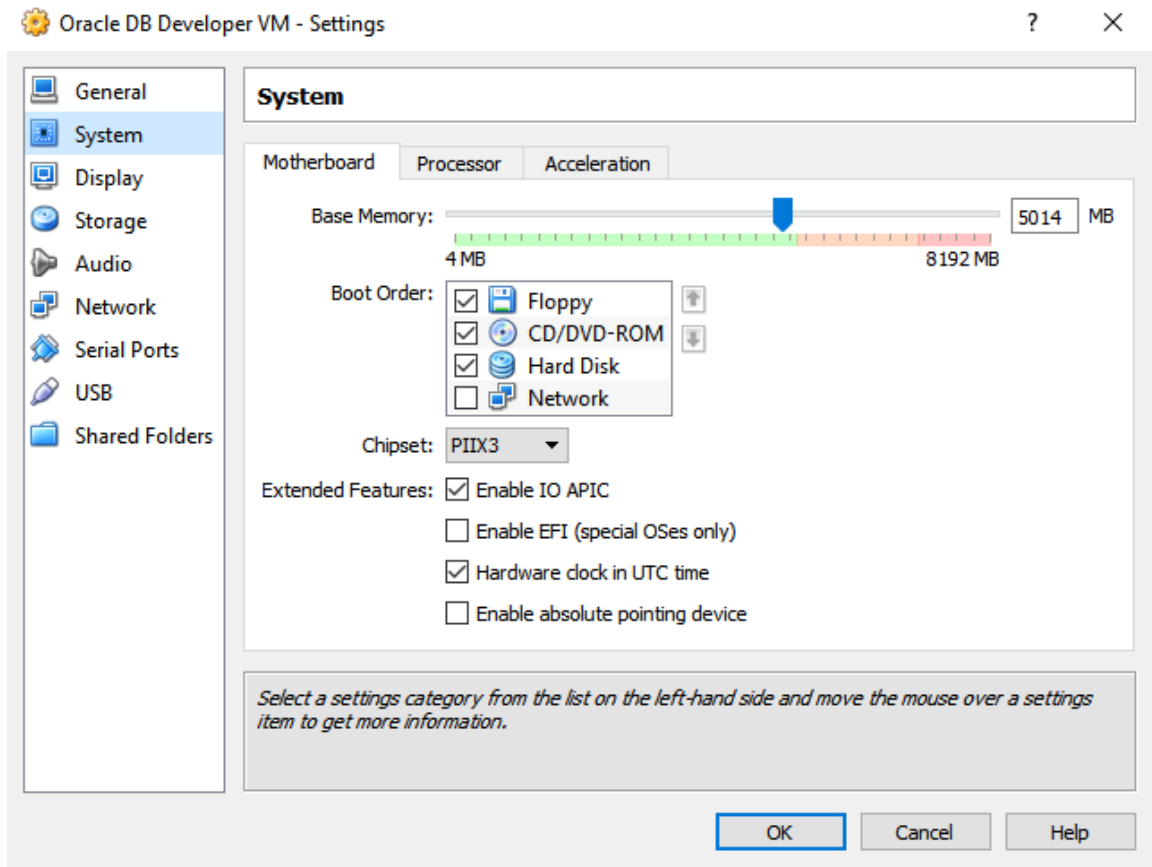 Oracle DB Developer VM - Settings
?
General
System
Display
Storage
Audio
Network
Serial Ports
USB
Shared Folders
System
Motherboard Processor Acceleration
Base Memory: 5014 MB
4 MB 8192 MB
Boot Order: Floppy
CD/DVD-ROM
Hard Disk
Network
Chipset: PIIX3
Extended Features: Enable IO APIC
Enable EFI (special OSes only)
Hardware clock in UTC time
Enable absolute pointing device
Select a settings category from the list on the left-hand side and move the mouse over a settings
item to get more information.
OK Cancel Help